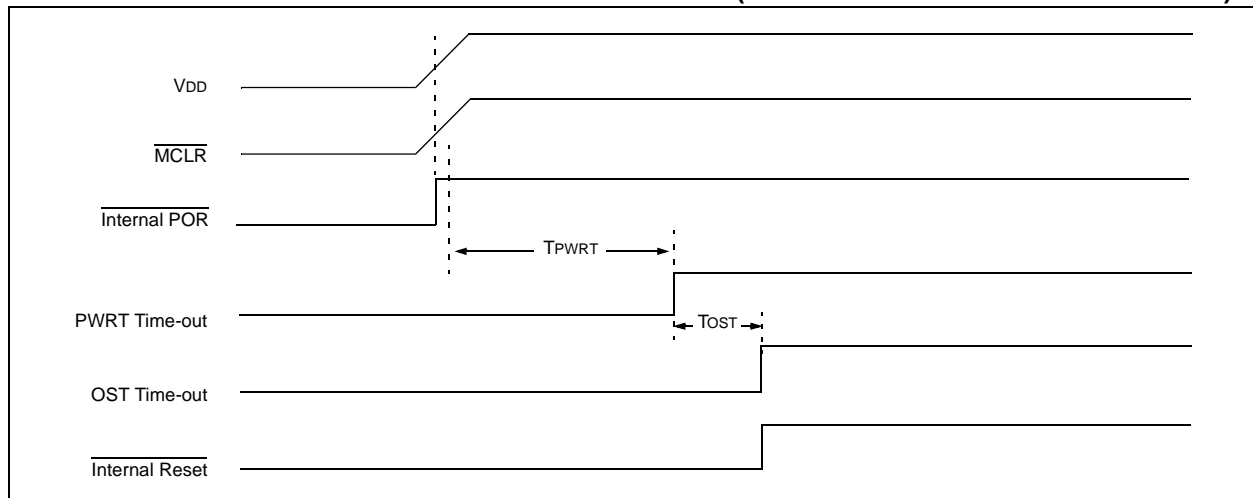 VDD
MCLR
Internal POR
TPWRT
PWRT Time-out
TOST
OST Time-out
Internal Reset